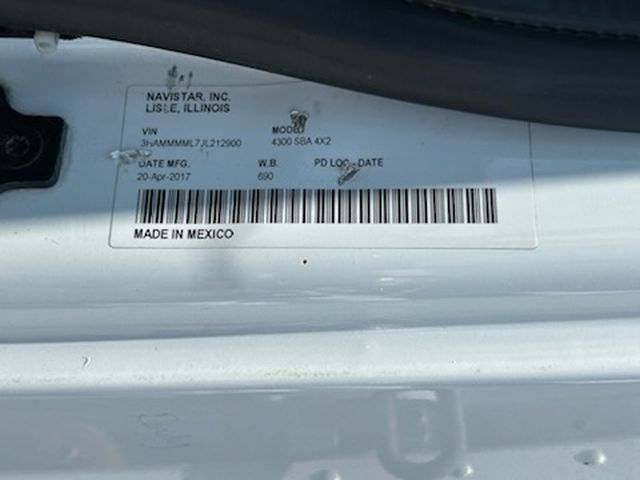 NAVISTAR, INC.
LISLE, ILLINOIS
VIN MODEL
3HAMMMML7JL212900 4300 SBA 4X2
DATE MFG. W.B. PD LOC - DATE
20-Apr-2017 690
MADE IN MEXICO